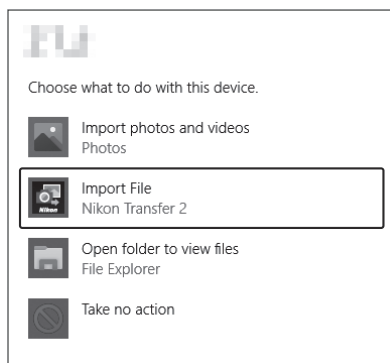 Choose what to do with this device.
Import photos and videos
Photos
Import File
Nikon Transfer 2
Open folder to view files
File Explorer
Take no action